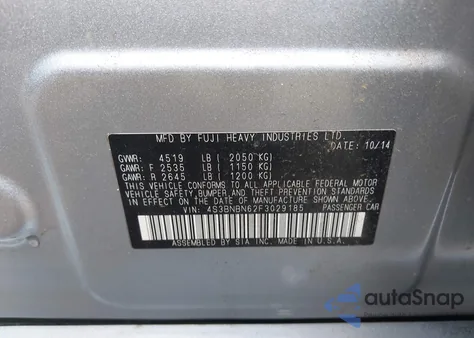 MFD BY FUJI HEAVY INDUSTRIES LTD.
DATE: 10/14
GVWR: 4519 LB ( 2050 KG)
GAWR: F 2535 LB ( 1150 KG)
GAWR: R 2645 LB ( 1200 KG)
THIS VEHICLE CONFORMS TO ALL APPLICABLE FEDERAL MOTOR
VEHICLE SAFETY, BUMPER, AND THEFT PREVENTION STANDARDS IN
EFFECT ON THE DATE OF MANUFACTURE SHOWN ABOVE.
VIN: 4S3BNBN62F3029185 PASSENGER CAR
ASSEMBLED BY SIA INC. MADE IN U.S.A.
autoSnap